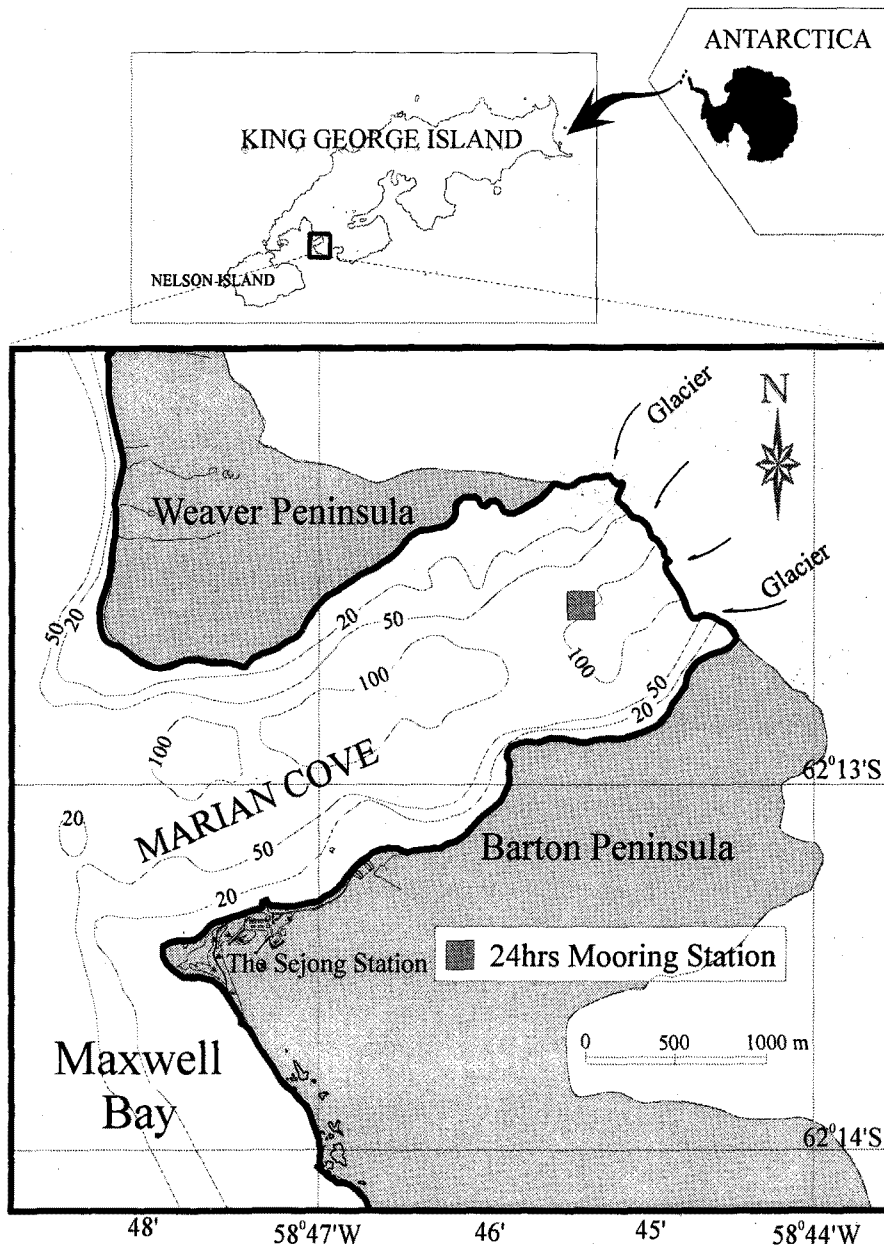 ANTARCTICA
KING GEORGE ISLAND
NELSON ISLAND
Glacier
N
Weaver Peninsula
Glacier
50
20
20
50
100
100
50
20
100
MARIAN COVE
62°13'S
20
50
Barton Peninsula
20
The Sejong Station
24hrs Mooring Station
0 500 1000 m
Maxwell
Bay
62°14'S
48' 58°47'W 46' 45' 58°44'W